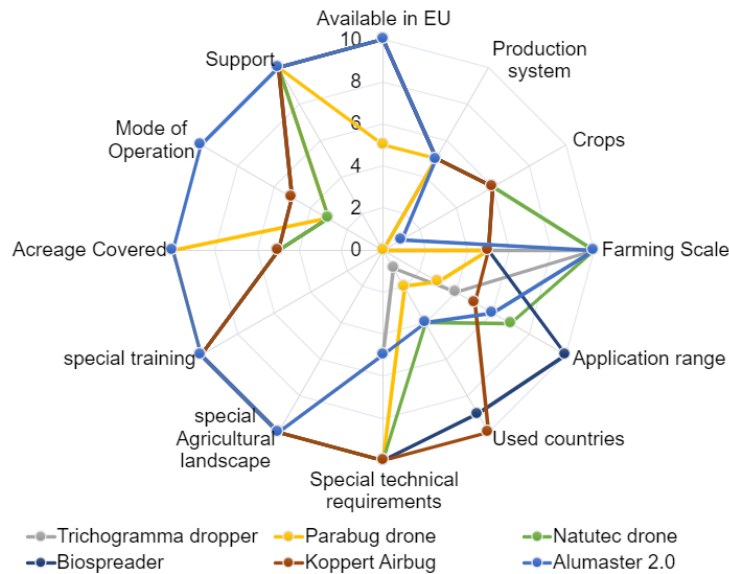 Available in EU
10
Support
Production
system
8
Mode of
Operation
6
Crops
4
2
Acreage Covered
0
Farming Scale
special training
Application range
special
Agricultural
landscape
Used countries
Special technical
requirements
Trichogramma dropper
Parabug drone
Natutec drone
Biospreader
Koppert Airbug
Alumaster 2.0